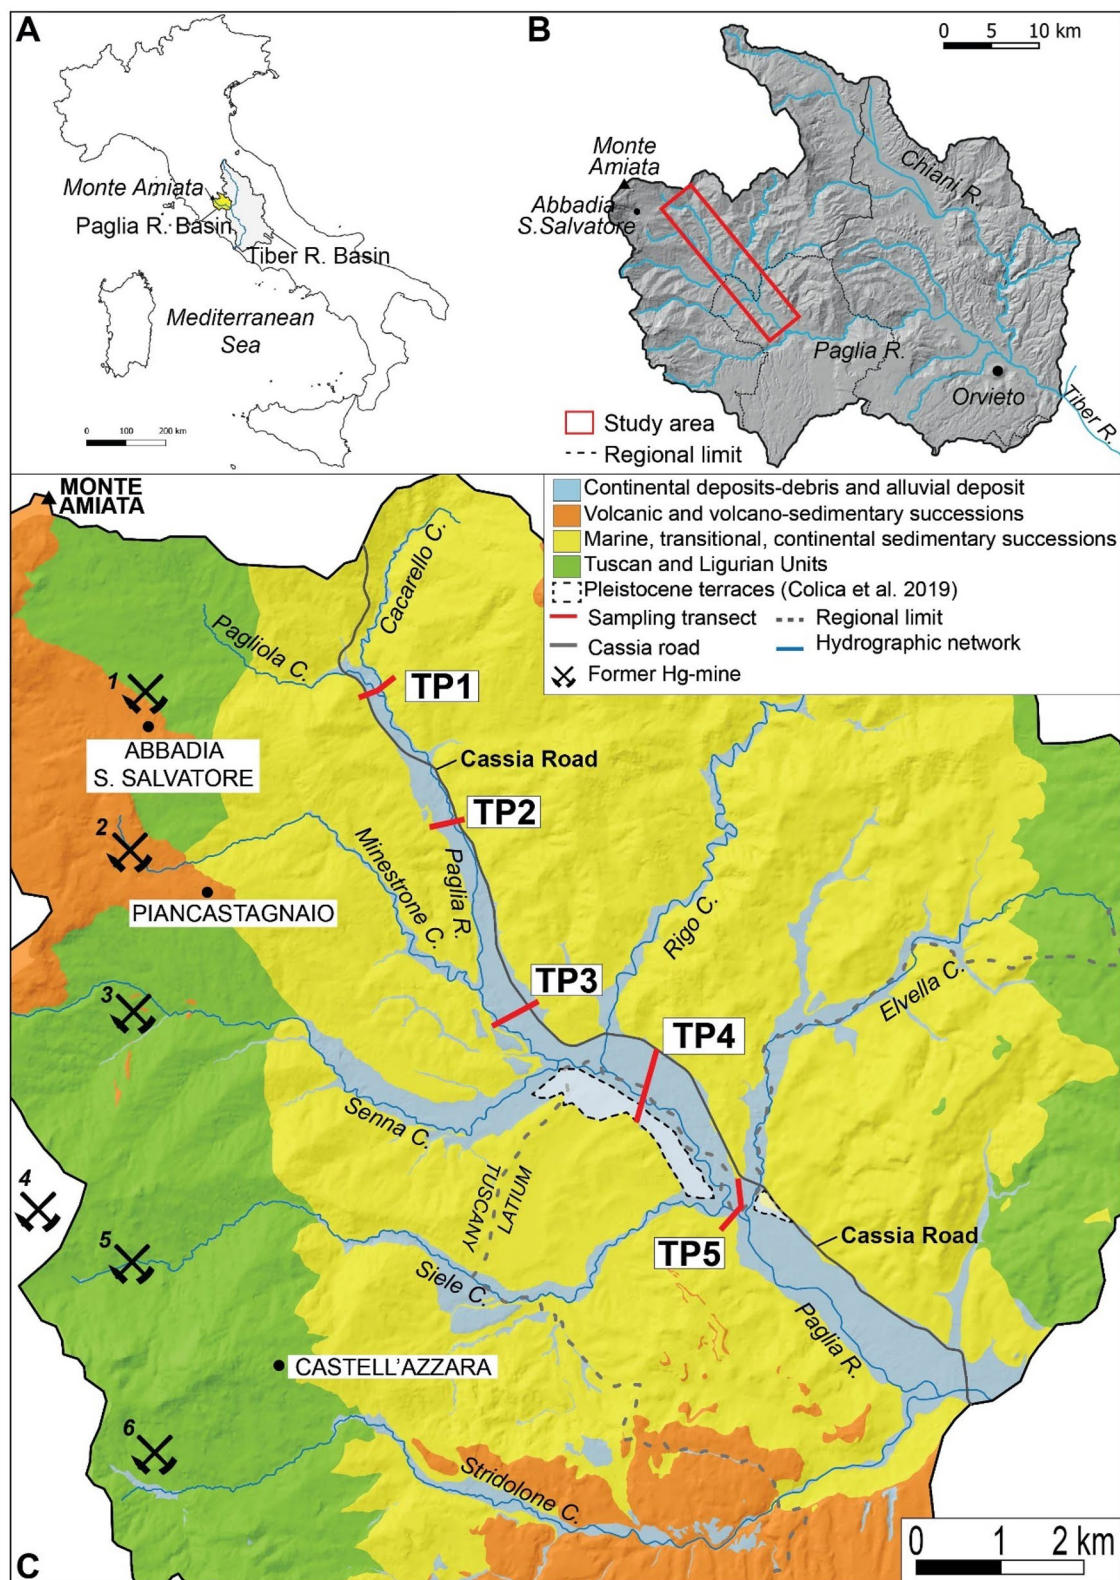 A
Monte Amiata
Paglia R. Basin
Tiber R. Basin
Mediterranean
Sea
0 100 200 km
B
0 5 10 km
Monte
Amiata
Abbadia
S.Salvatore
Chiani R.
Paglia R.
Orvieto
Tiber R.
Study area
Regional limit
MONTE
AMIATA
Continental deposits-debris and alluvial deposit
Volcanic and volcano-sedimentary successions
Marine, transitional, continental sedimentary successions
Tuscan and Ligurian Units
Pleistocene terraces (Colica et al. 2019)
Sampling transect
Regional limit
Cassia road
Hydrographic network
Former Hg-mine
Cacarello C.
Pagliola C.
1
TP1
ABBADIA
S. SALVATORE
Cassia Road
2
TP2
Minestrone C.
Paglia R.
PIANCASTAGNAIO
Rigo C.
3
TP3
Elvella C.
TP4
Senna C.
4
TUSCANY
LATIUM
5
TP5
Cassia Road
Siele C.
Paglia R.
CASTELL'AZZARA
6
Stridolone C.
C
0 1 2 km